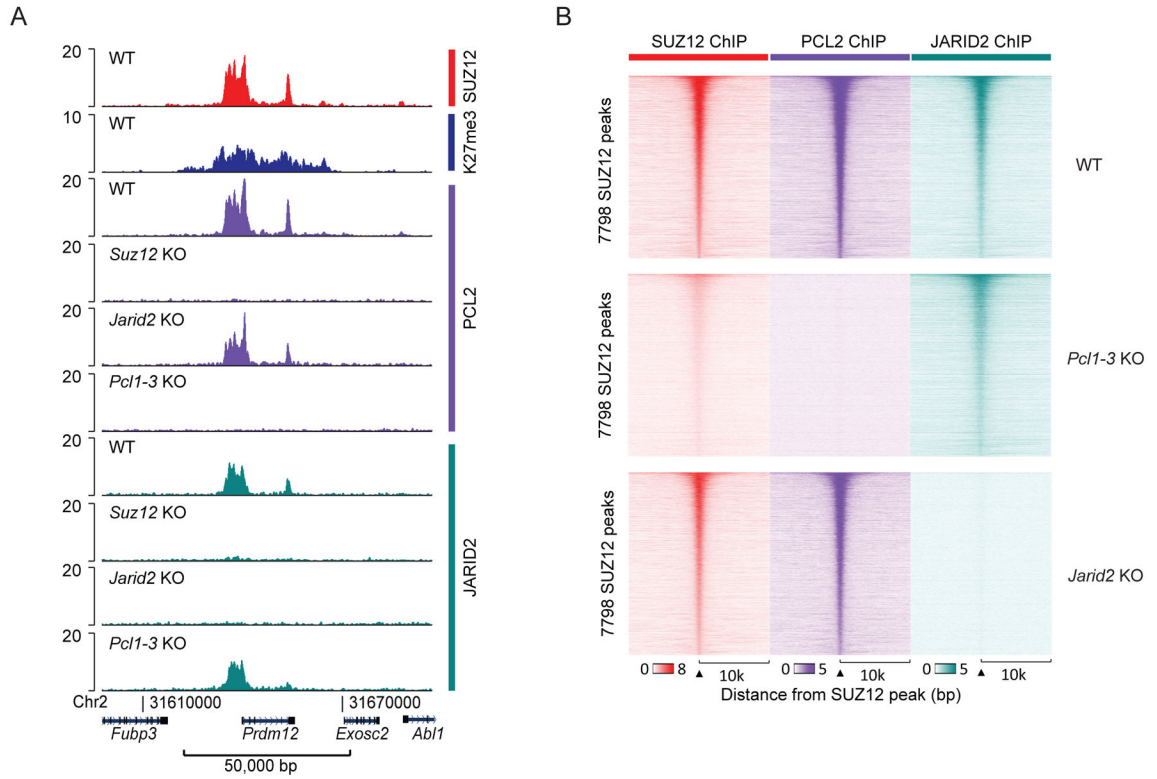 A
20
WT
SUZ12
10
WT
K27me3
20
WT
20
Suz12 KO
20
Jarid2 KO
20
Pcl1-3 KO
PCL2
20
WT
20
Suz12 KO
20
Jarid2 KO
20
Pcl1-3 KO
JARID2
Chr2 31610000 31670000
Fubp3 Prdm12 Exosc2 Abl1
50,000 bp
B
SUZ12 ChIP PCL2 ChIP JARID2 ChIP
7798 SUZ12 peaks
WT
7798 SUZ12 peaks
Pcl1-3 KO
7798 SUZ12 peaks
Jarid2 KO
0 8 10k 0 5 10k 0 5 10k
Distance from SUZ12 peak (bp)